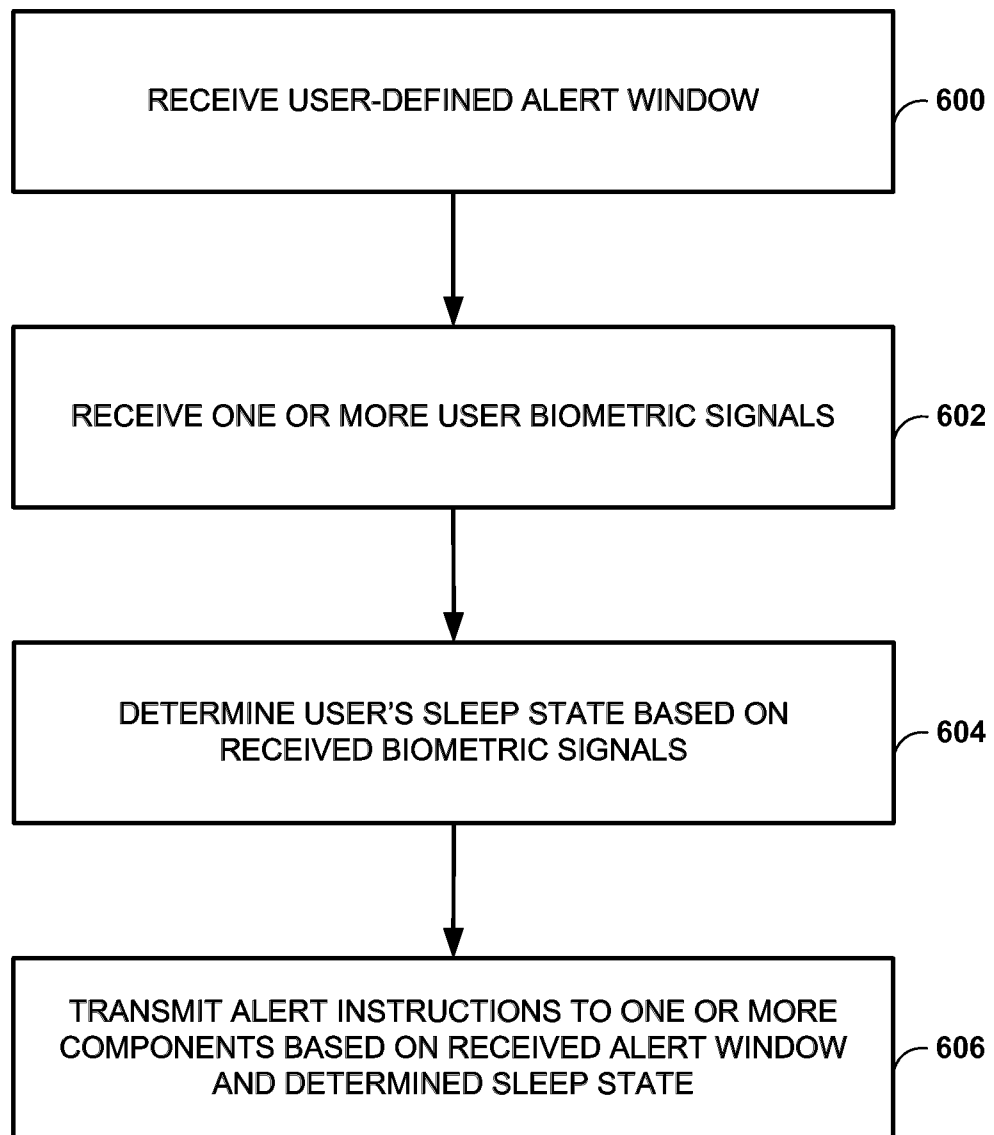 RECEIVE USER-DEFINED ALERT WINDOW
600
RECEIVE ONE OR MORE USER BIOMETRIC SIGNALS
602
DETERMINE USER'S SLEEP STATE BASED ON
RECEIVED BIOMETRIC SIGNALS
604
TRANSMIT ALERT INSTRUCTIONS TO ONE OR MORE
COMPONENTS BASED ON RECEIVED ALERT WINDOW
AND DETERMINED SLEEP STATE
606